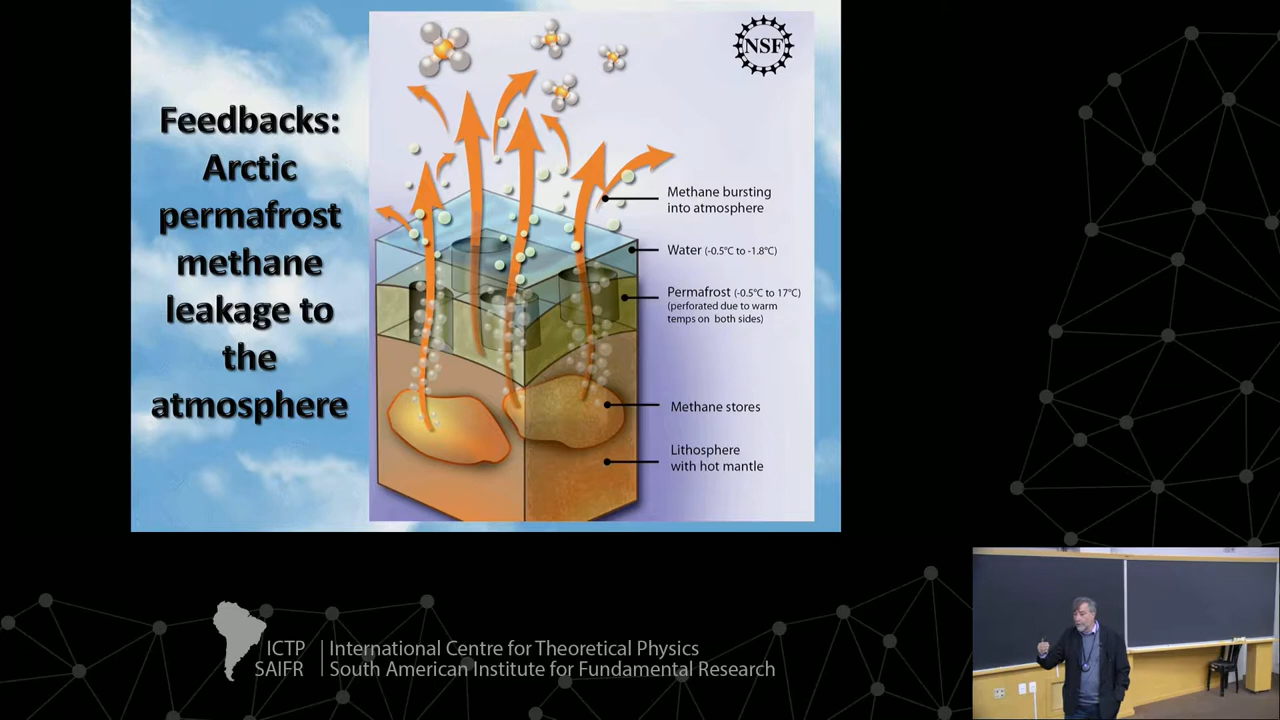 Feedbacks:
Arctic
permafrost
methane
leakage to
the
atmosphere
NSF
Methane bursting
into atmosphere
Water (-0.5°C to -1.8°C)
Permafrost (-0.5°C to 17°C)
(perforated due to warm
temps on both sides)
Methane stores
Lithosphere
with hot mantle
ICTP
SAIFR
International Centre for Theoretical Physics
South American Institute for Fundamental Research